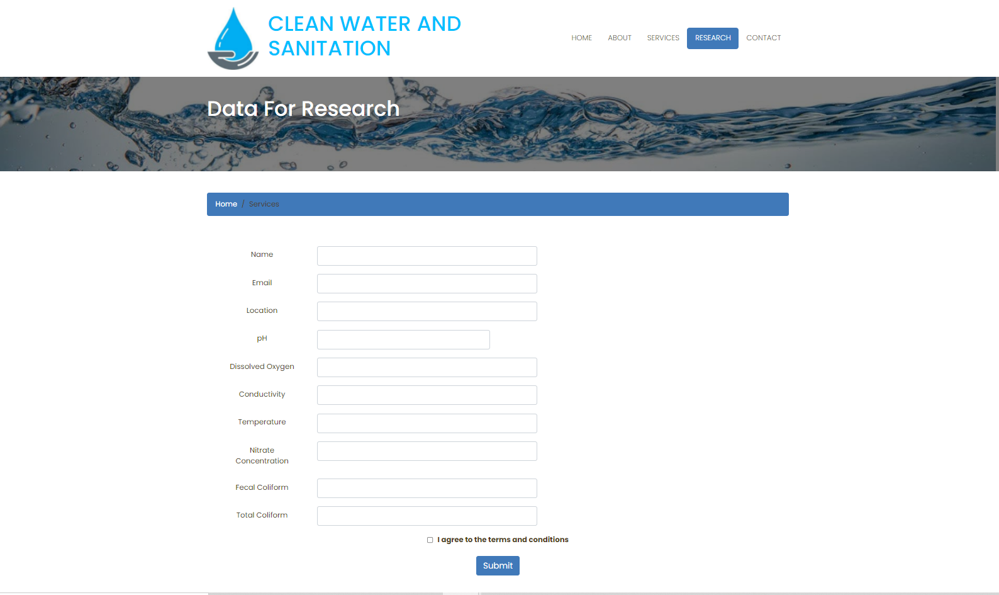 CLEAN WATER AND
SANITATION
HOME ABOUT SERVICES RESEARCH CONTACT
Data For Research
Home / Services
Name
Email
Location
pH
Dissolved Oxygen
Conductivity
Temperature
Nitrate
Concentration
Fecal Coliform
Total Coliform
I agree to the terms and conditions
Submit